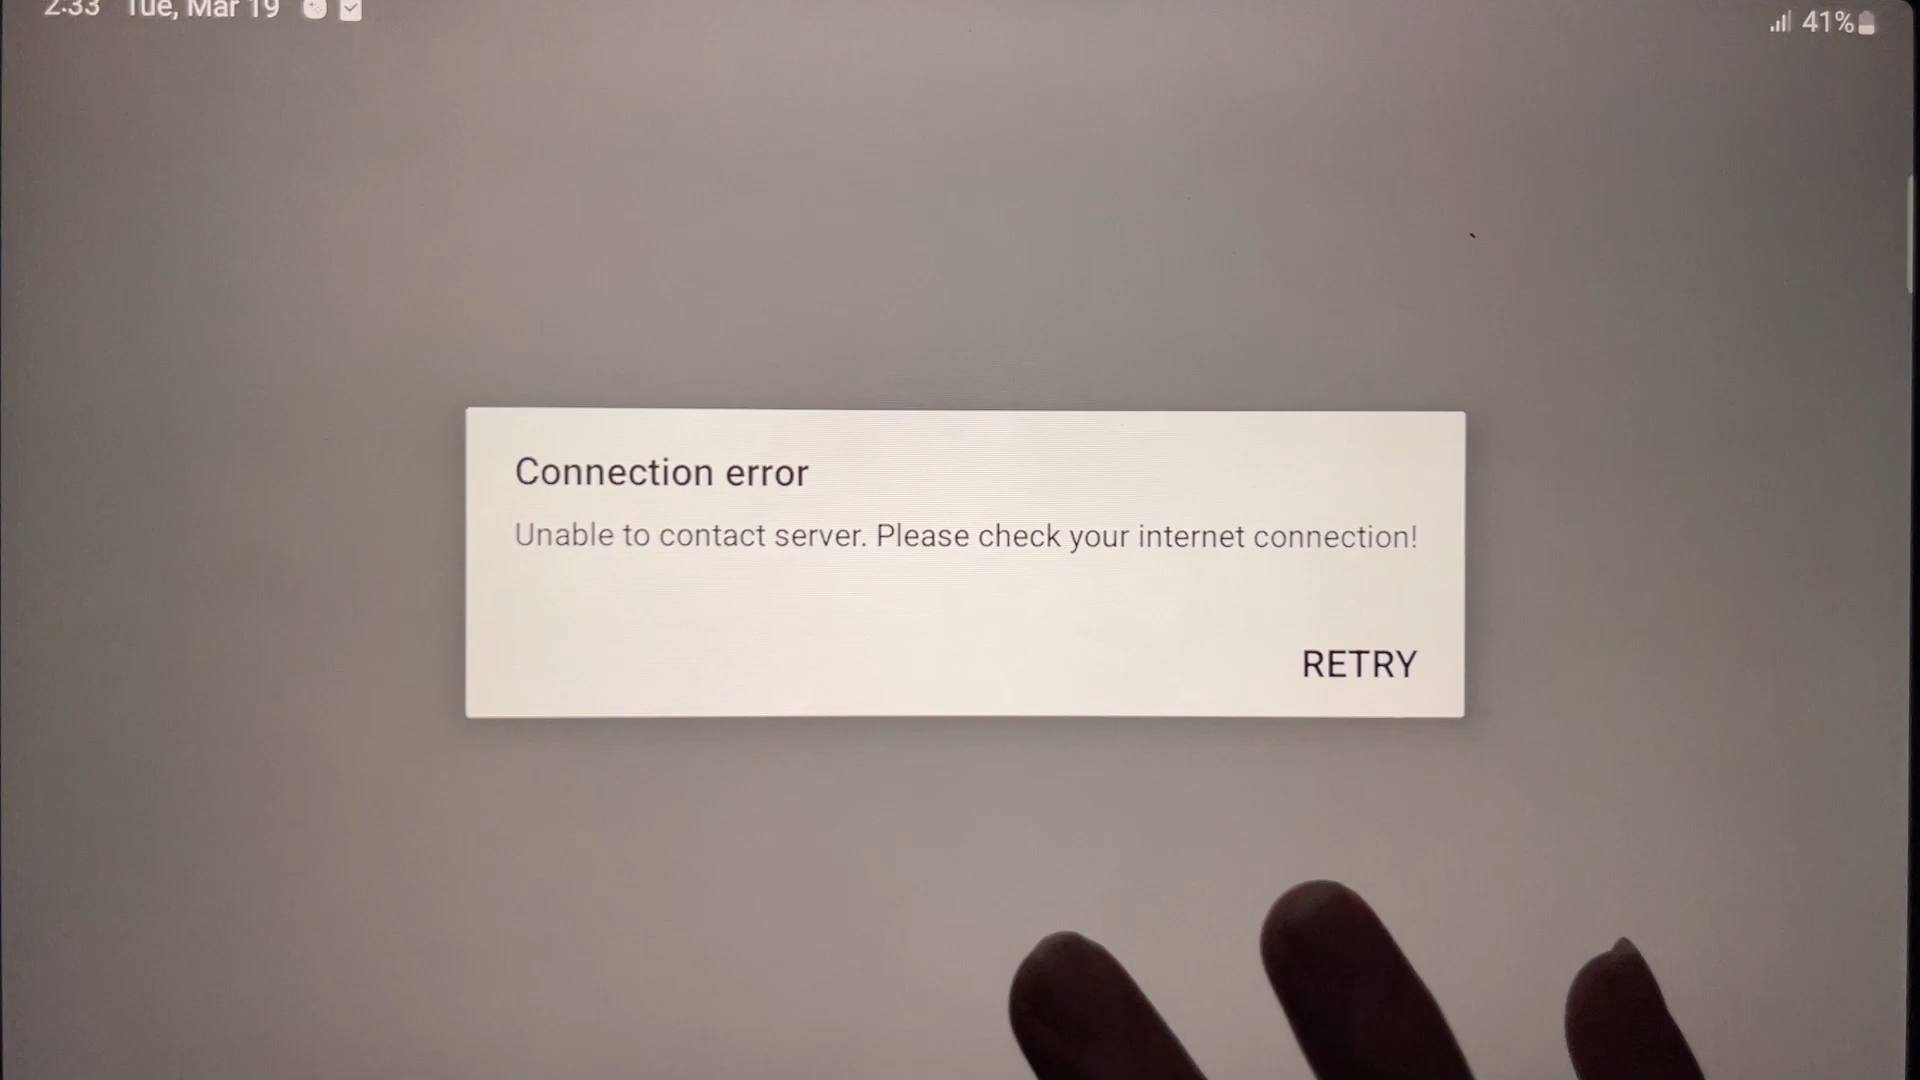 2:33 Tue, Mar 19 41%
Connection error
Unable to contact server. Please check your internet connection!
RETRY